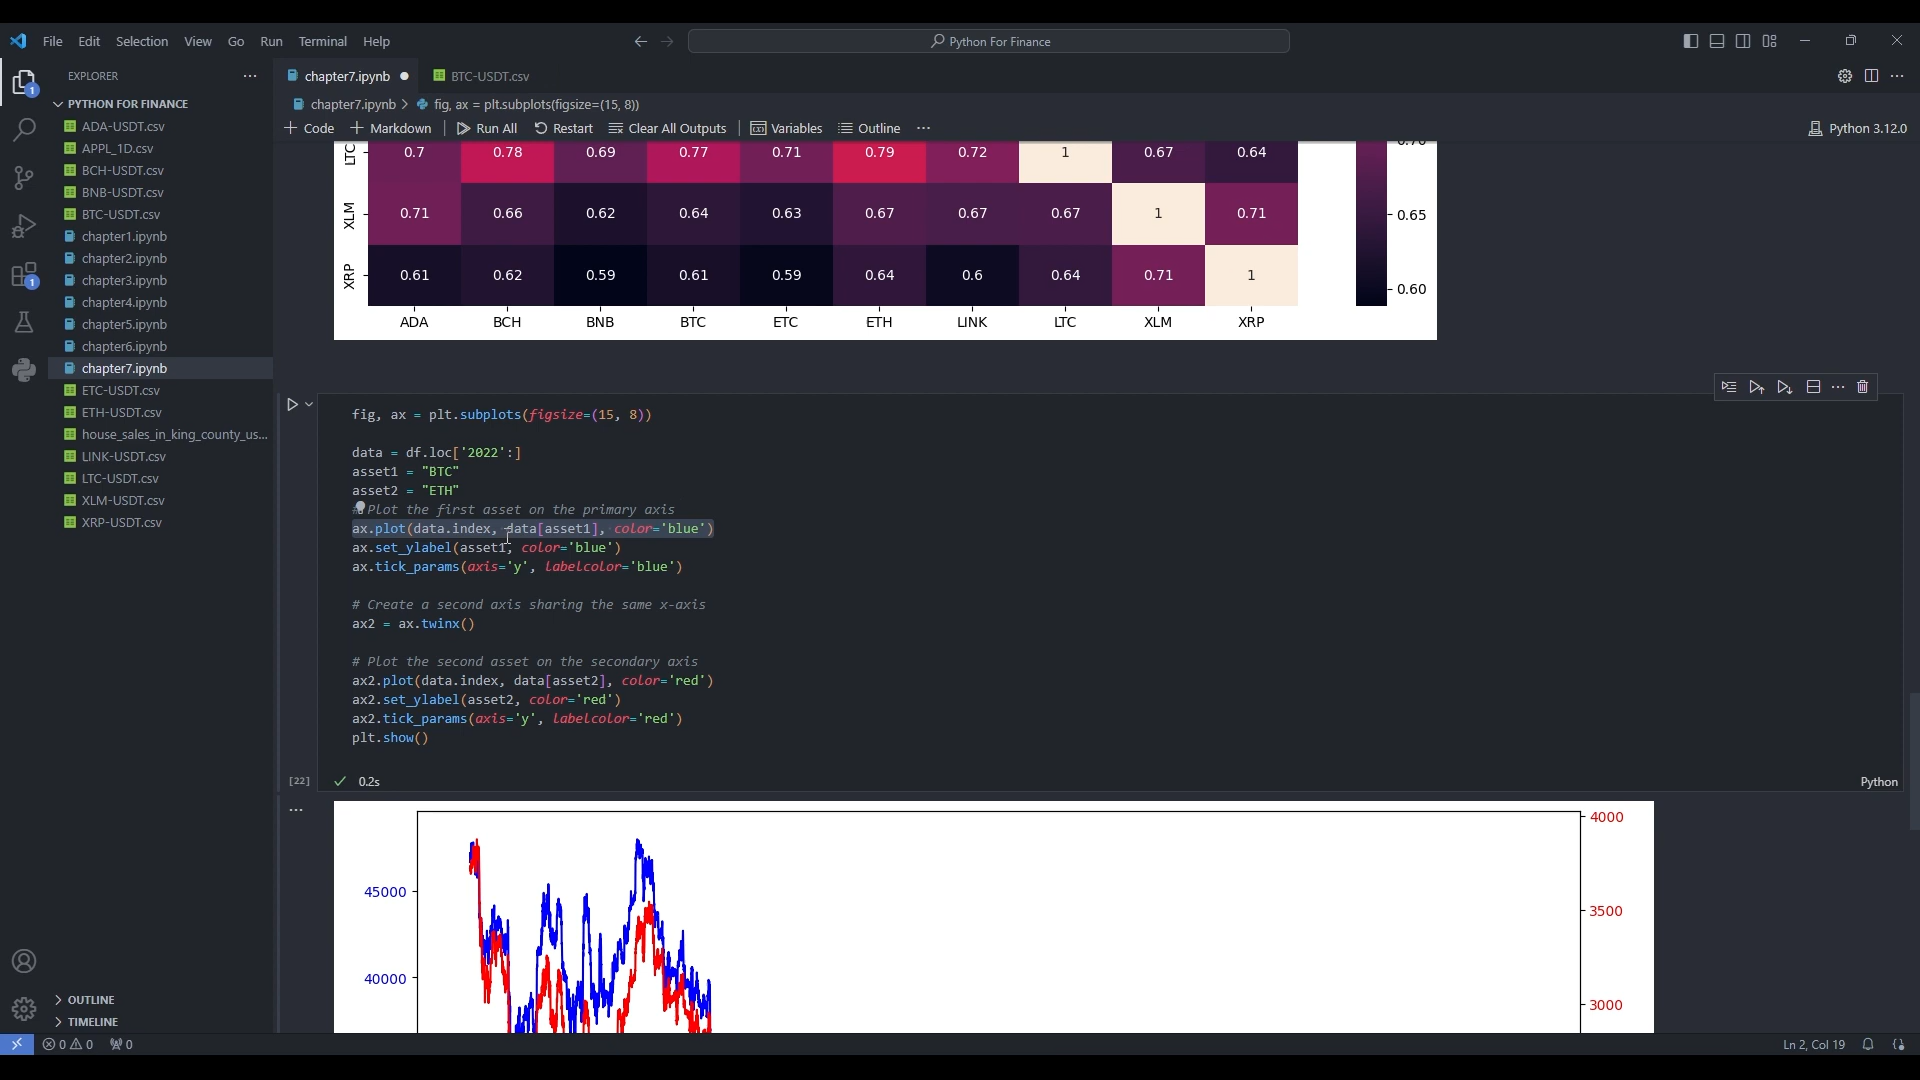 File Edit Selection View Go Run Terminal Help
Python For Finance
EXPLORER
chapter7.ipynb
BTC-USDT.csv
PYTHON FOR FINANCE
chapter7.ipynb > fig, ax = plt.subplots(figsize=(15, 8))
+ Code + Markdown Run All Restart Clear All Outputs Variables Outline
Python 3.12.0
ADA-USDT.csv
APPL_1D.csv
BCH-USDT.csv
BNB-USDT.csv
BTC-USDT.csv
chapter1.ipynb
chapter2.ipynb
chapter3.ipynb
chapter4.ipynb
chapter5.ipynb
chapter6.ipynb
chapter7.ipynb
ETC-USDT.csv
ETH-USDT.csv
house_sales_in_king_county_us...
LINK-USDT.csv
LTC-USDT.csv
XLM-USDT.csv
XRP-USDT.csv
OUTLINE
TIMELINE
LTC 0.7 0.78 0.69 0.77 0.71 0.79 0.72 1 0.67 0.64
XLM 0.71 0.66 0.62 0.64 0.63 0.67 0.67 0.67 1 0.71
XRP 0.61 0.62 0.59 0.61 0.59 0.64 0.6 0.64 0.71 1
ADA BCH BNB BTC ETC ETH LINK LTC XLM XRP
0.70
0.65
0.60
fig, ax = plt.subplots(figsize=(15, 8))
data = df.loc['2022':]
asset1 = "BTC"
asset2 = "ETH"
# Plot the first asset on the primary axis
ax.plot(data.index, data[asset1], color='blue')
ax.set_ylabel(asset1, color='blue')
ax.tick_params(axis='y', labelcolor='blue')
# Create a second axis sharing the same x-axis
ax2 = ax.twinx()
# Plot the second asset on the secondary axis
ax2.plot(data.index, data[asset2], color='red')
ax2.set_ylabel(asset2, color='red')
ax2.tick_params(axis='y', labelcolor='red')
plt.show()
[22]
0.2s
Python
45000
40000
4000
3500
3000
0 0 0
Ln 2, Col 19